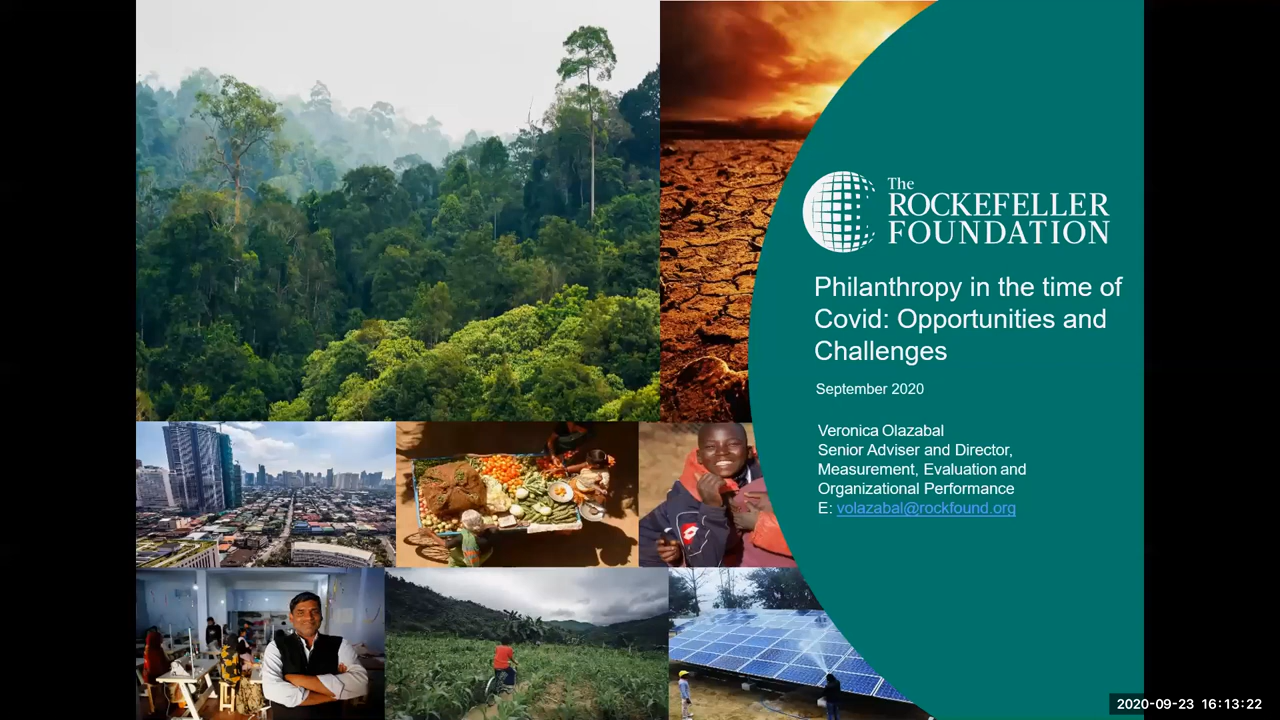 The
ROCKEFELLER
FOUNDATION
Philanthropy in the time of
Covid: Opportunities and
Challenges
September 2020
Veronica Olazabal
Senior Adviser and Director,
Measurement, Evaluation and
Organizational Performance
E: volazabal@rockfound.org
2020-09-23 16:13:22